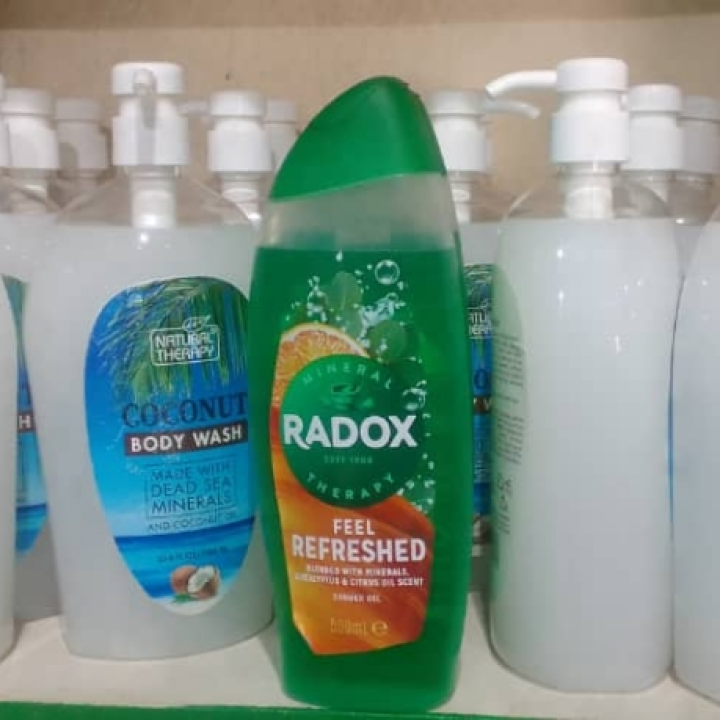 NATURAL
THERAPY
COCONUT
BODY WASH
MADE WITH
DEAD SEA
MINERALS
AND COCONUT OIL
MINERAL
RADOX
THERAPY
FEEL
REFRESHED
BLENDED WITH MINERALS,
EUCALYPTUS & CITRUS OIL SCENT
SHOWER GEL
500ml e
H